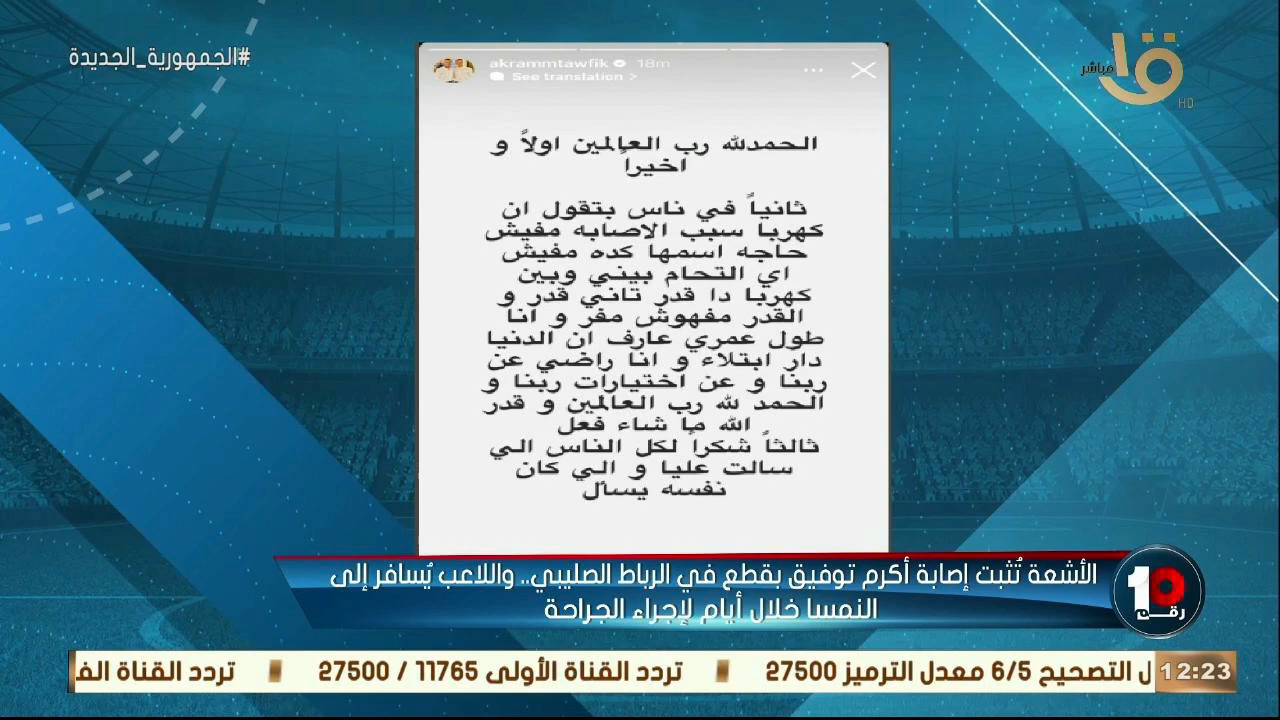 #الجمهورية_الجديدة
مباشر
HD
akrammtawfik 18m
See translation >
الحمدلله رب العالمين اولاً و
اخيراً
ثانياً في ناس بتقول ان
كهربا سبب الاصابه مفيش
حاجه اسمها كده مفيش
اي التحام بيني وبين
كهربا دا قدر تاني قدر و
القدر مفهوش مفر و انا
طول عمري عارف ان الدنيا
دار ابتلاء و انا راضي عن
ربنا و عن اختيارات ربنا و
الحمد لله رب العالمين و قدر
الله ما شاء فعل
ثالثاً شكراً لكل الناس الي
سالت عليا و الي كان
نفسه يسأل
الأشعة تُثبت إصابة أكرم توفيق بقطع في الرباط الصليبي.. واللاعب يُسافر إلى
النمسا خلال أيام لإجراء الجراحة
10
رقم
12:23 ل التصحيح 6/5 معدل الترميز 27500 تردد القناة الأولى 11765 / 27500 تردد القناة الف